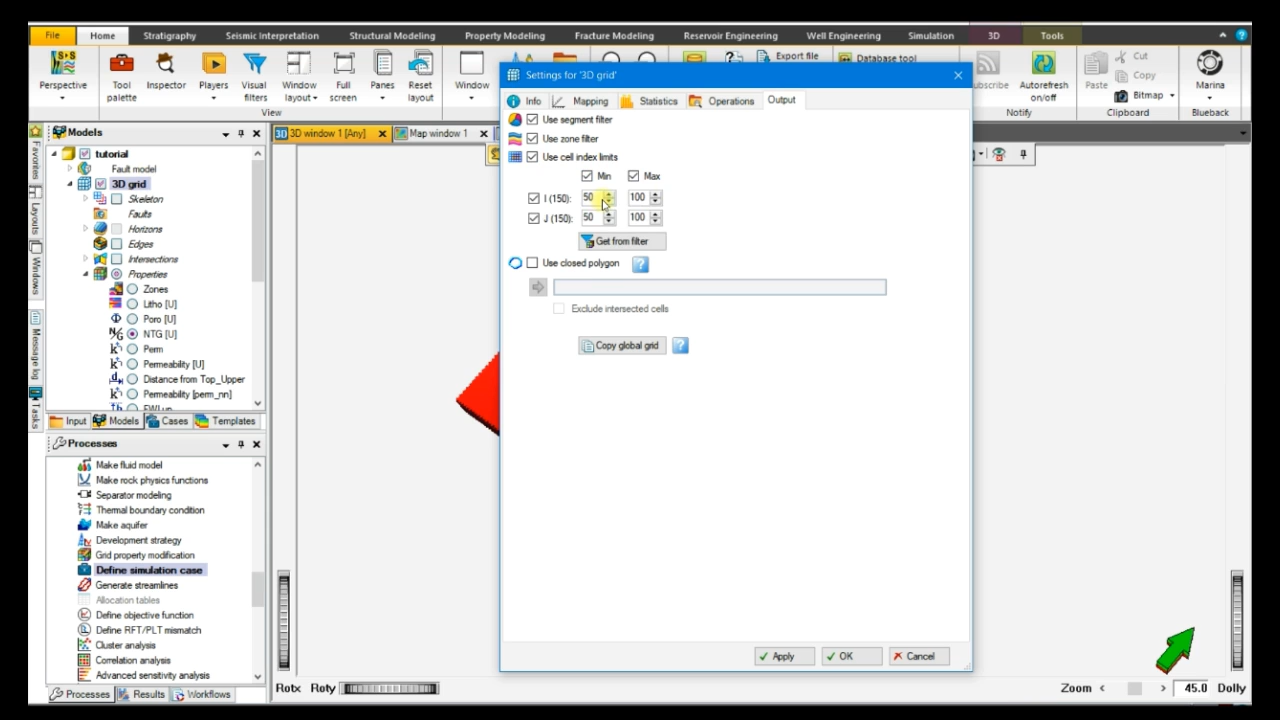 File Home Stratigraphy Seismic Interpretation Structural Modeling Property Modeling Fracture Modeling Reservoir Engineering Well Engineering Simulation 3D Tools
Perspective
Tool palette
Inspector
Players
Visual filters
Window layout
Full screen
Panes
Reset layout
Window
Export file
Database tool
Autorefresh on/off
Paste
Cut
Copy
Bitmap
Marina
View
Notify
Clipboard
Blueback
Favorites
Layouts
Windows
Message log
Tasks
Models
tutorial
Fault model
3D grid
Skeleton
Faults
Horizons
Edges
Intersections
Properties
Zones
Litho [U]
Poro [U]
NTG [U]
Perm
Permeability [U]
Distance from Top_Upper
Permeability [perm_nn]
Input Models Cases Templates
Processes
Make fluid model
Make rock physics functions
Separator modeling
Thermal boundary condition
Make aquifer
Development strategy
Grid property modification
Define simulation case
Generate streamlines
Allocation tables
Define objective function
Define RFT/PLT mismatch
Cluster analysis
Correlation analysis
Advanced sensitivity analysis
Processes Results Workflows
3D window 1 [Any] Map window 1
Settings for '3D grid'
Info Mapping Statistics Operations Output
Use segment filter
Use zone filter
Use cell index limits
Min Max
I (150): 50 100
J (150): 50 100
Get from filter
Use closed polygon ?
Exclude intersected cells
Copy global grid ?
Apply OK Cancel
Rotx Roty
Zoom < > 45.0 Dolly